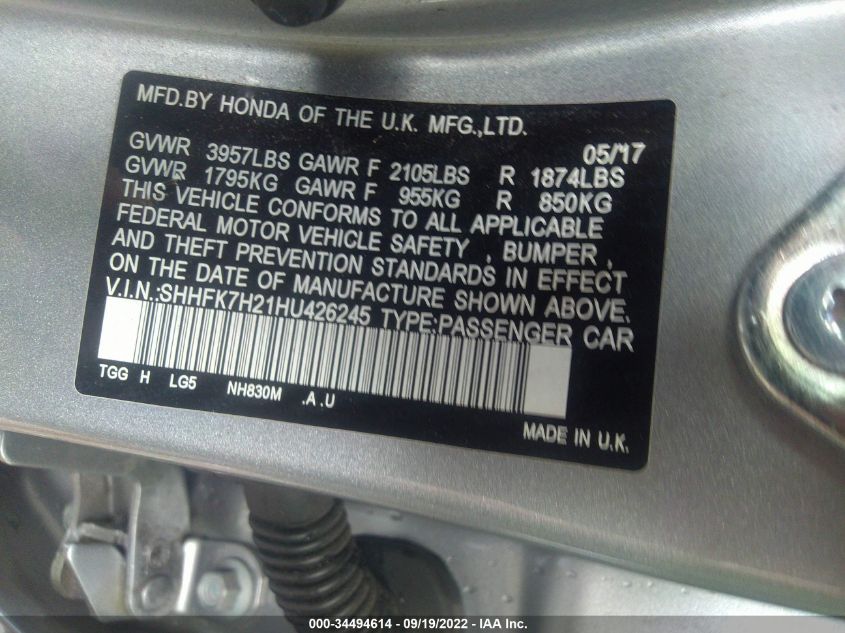 MFD.BY HONDA OF THE U.K. MFG.,LTD.
05/17
GVWR 3957LBS GAWR F 2105LBS R 1874LBS
GVWR 1795KG GAWR F 955KG R 850KG
THIS VEHICLE CONFORMS TO ALL APPLICABLE
FEDERAL MOTOR VEHICLE SAFETY , BUMPER ,
AND THEFT PREVENTION STANDARDS IN EFFECT
ON THE DATE OF MANUFACTURE SHOWN ABOVE.
V.I.N.:SHHFK7H21HU426245 TYPE:PASSENGER CAR
TGG H LG5 NH830M .A .U
MADE IN U.K.
000-34494614 - 09/19/2022 - IAA Inc.